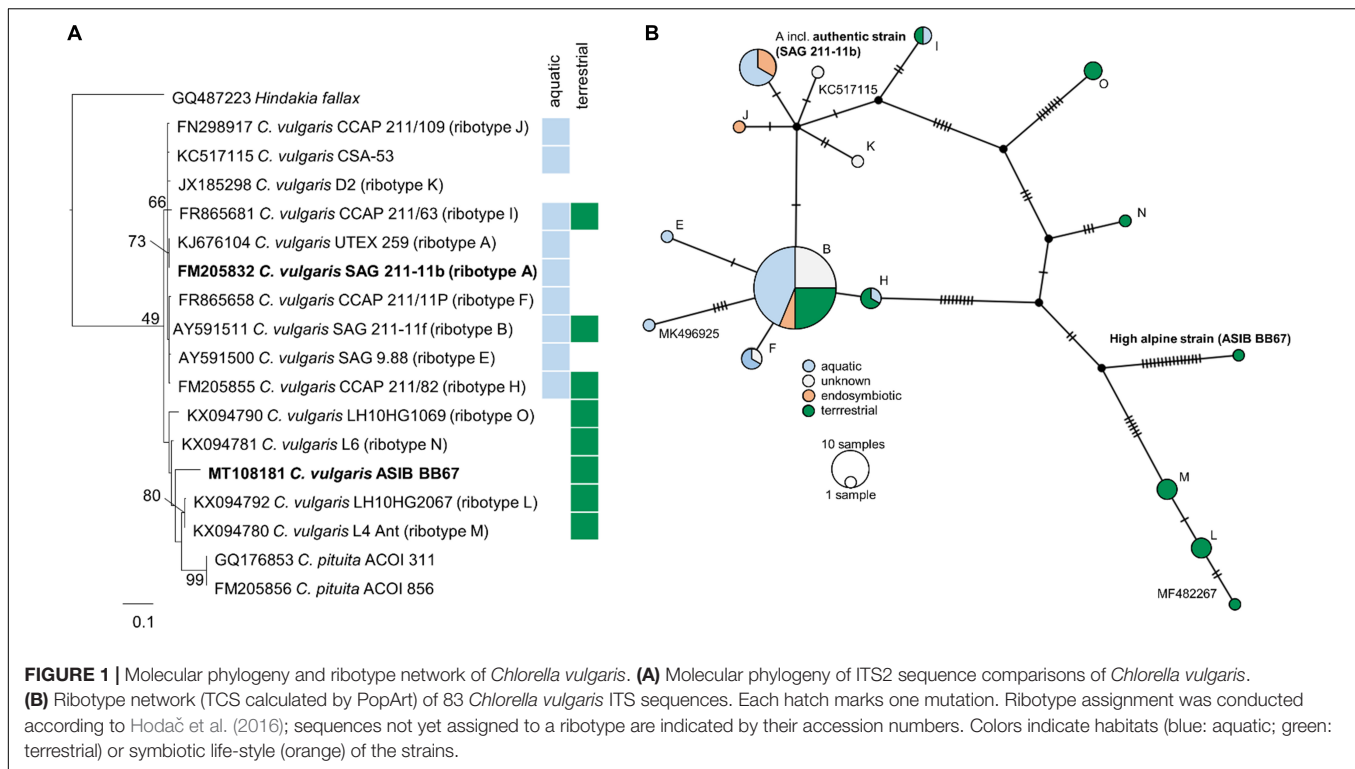 A
aquatic
terrestrial
GQ487223 Hindakia fallax
FN298917 C. vulgaris CCAP 211/109 (ribotype J)
KC517115 C. vulgaris CSA-53
JX185298 C. vulgaris D2 (ribotype K)
66
FR865681 C. vulgaris CCAP 211/63 (ribotype I)
73
KJ676104 C. vulgaris UTEX 259 (ribotype A)
FM205832 C. vulgaris SAG 211-11b (ribotype A)
FR865658 C. vulgaris CCAP 211/11P (ribotype F)
49
AY591511 C. vulgaris SAG 211-11f (ribotype B)
AY591500 C. vulgaris SAG 9.88 (ribotype E)
FM205855 C. vulgaris CCAP 211/82 (ribotype H)
KX094790 C. vulgaris LH10HG1069 (ribotype O)
KX094781 C. vulgaris L6 (ribotype N)
MT108181 C. vulgaris ASIB BB67
80
KX094792 C. vulgaris LH10HG2067 (ribotype L)
KX094780 C. vulgaris L4 Ant (ribotype M)
GQ176853 C. pituita ACOI 311
99
FM205856 C. pituita ACOI 856
0.1
B
A incl. authentic strain
(SAG 211-11b)
I
KC517115
O
J
K
N
E
B
H
MK496925
F
High alpine strain (ASIB BB67)
aquatic
unknown
endosymbiotic
terrrestrial
10 samples
1 sample
M
L
MF482267
FIGURE 1 | Molecular phylogeny and ribotype network of Chlorella vulgaris. (A) Molecular phylogeny of ITS2 sequence comparisons of Chlorella vulgaris.
(B) Ribotype network (TCS calculated by PopArt) of 83 Chlorella vulgaris ITS sequences. Each hatch marks one mutation. Ribotype assignment was conducted
according to Hodač et al. (2016); sequences not yet assigned to a ribotype are indicated by their accession numbers. Colors indicate habitats (blue: aquatic; green:
terrestrial) or symbiotic life-style (orange) of the strains.